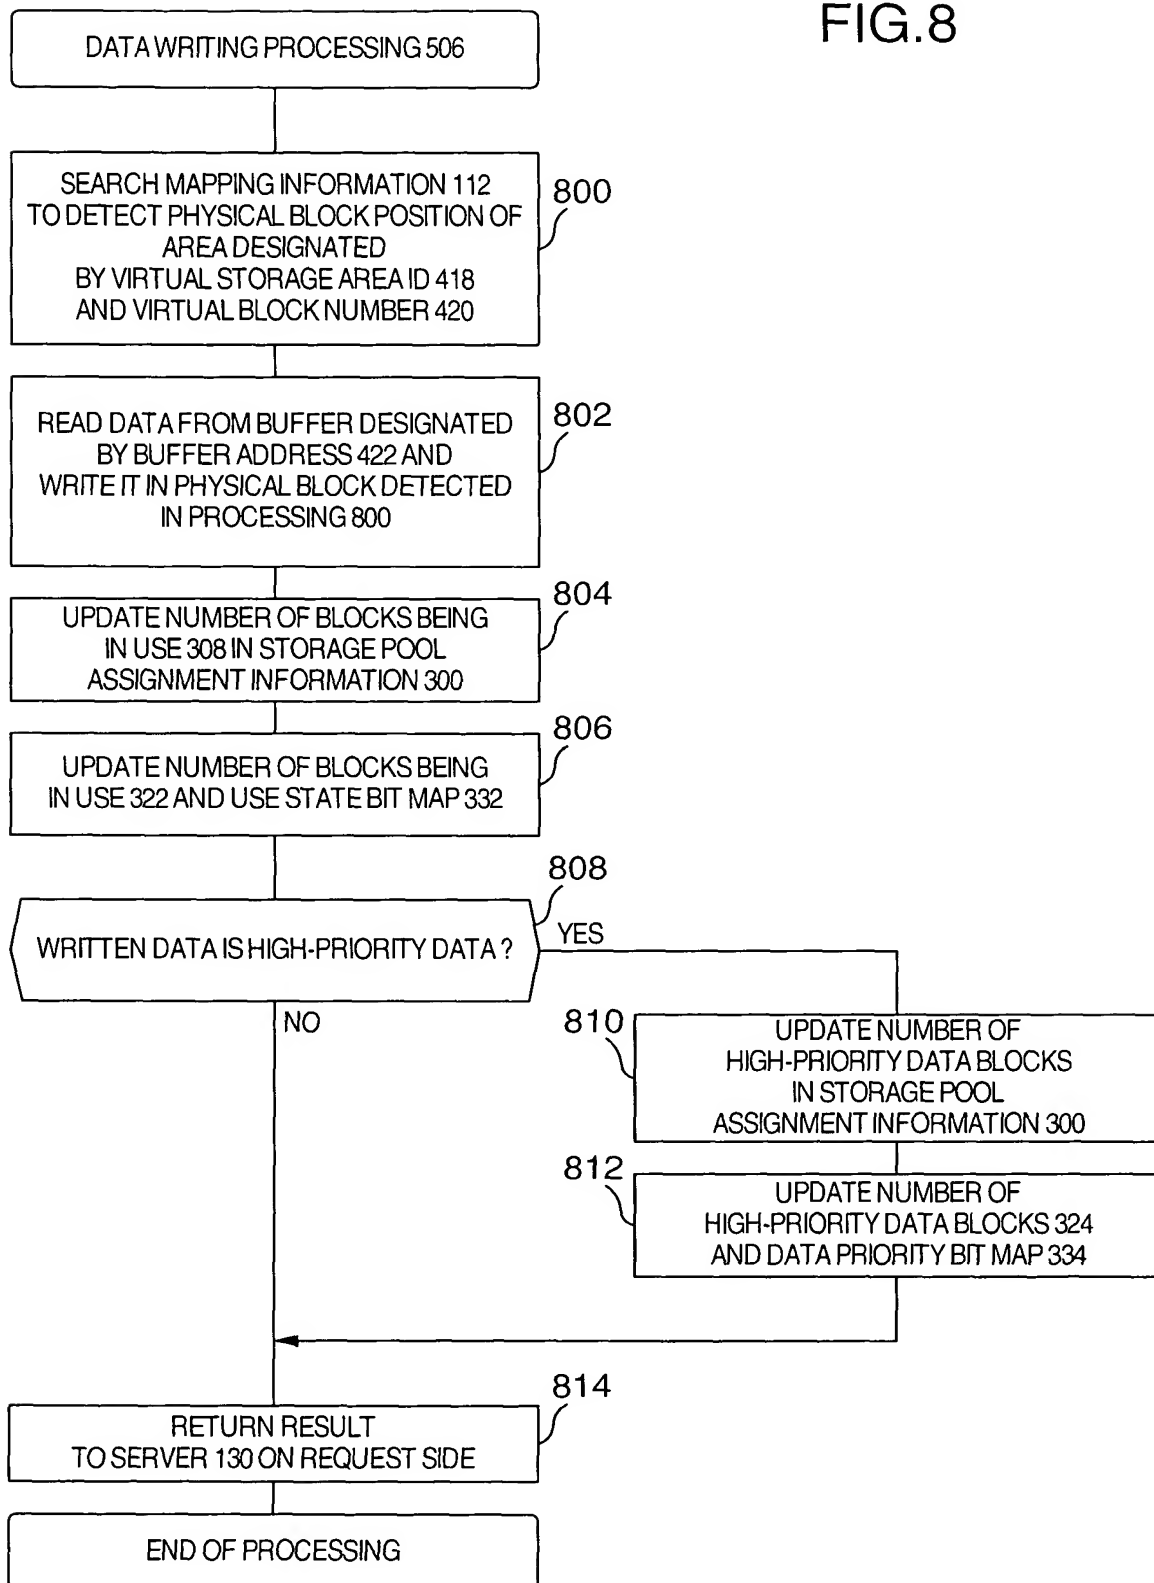 FIG.8
DATA WRITING PROCESSING 506
SEARCH MAPPING INFORMATION 112
TO DETECT PHYSICAL BLOCK POSITION OF
AREA DESIGNATED
BY VIRTUAL STORAGE AREA ID 418
AND VIRTUAL BLOCK NUMBER 420
800
READ DATA FROM BUFFER DESIGNATED
BY BUFFER ADDRESS 422 AND
WRITE IT IN PHYSICAL BLOCK DETECTED
IN PROCESSING 800
802
UPDATE NUMBER OF BLOCKS BEING
IN USE 308 IN STORAGE POOL
ASSIGNMENT INFORMATION 300
804
UPDATE NUMBER OF BLOCKS BEING
IN USE 322 AND USE STATE BIT MAP 332
806
WRITTEN DATA IS HIGH-PRIORITY DATA ?
808
YES
NO
810
UPDATE NUMBER OF
HIGH-PRIORITY DATA BLOCKS
IN STORAGE POOL
ASSIGNMENT INFORMATION 300
812
UPDATE NUMBER OF
HIGH-PRIORITY DATA BLOCKS 324
AND DATA PRIORITY BIT MAP 334
RETURN RESULT
TO SERVER 130 ON REQUEST SIDE
814
END OF PROCESSING